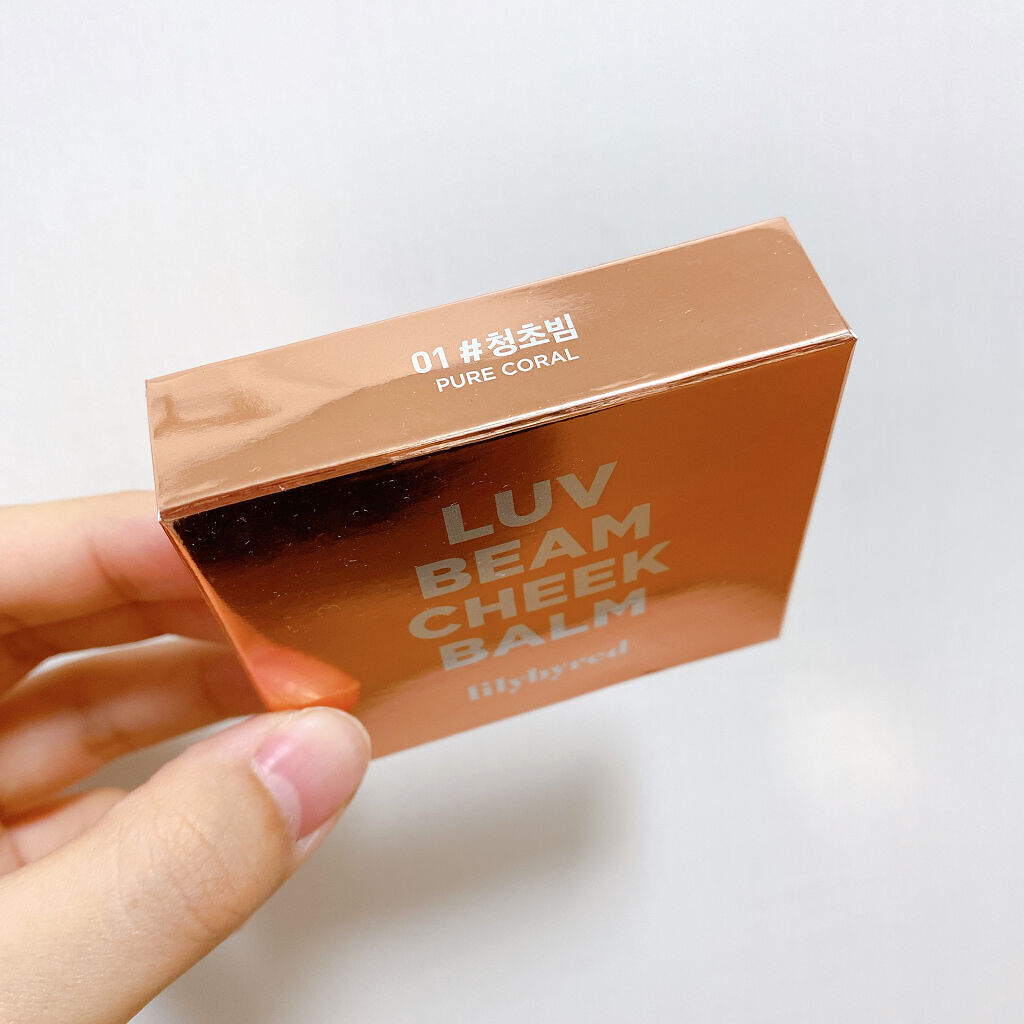 01 #청초빔
PURE CORAL
LUV
BEAM
CHEEK
BALM
lilybyred